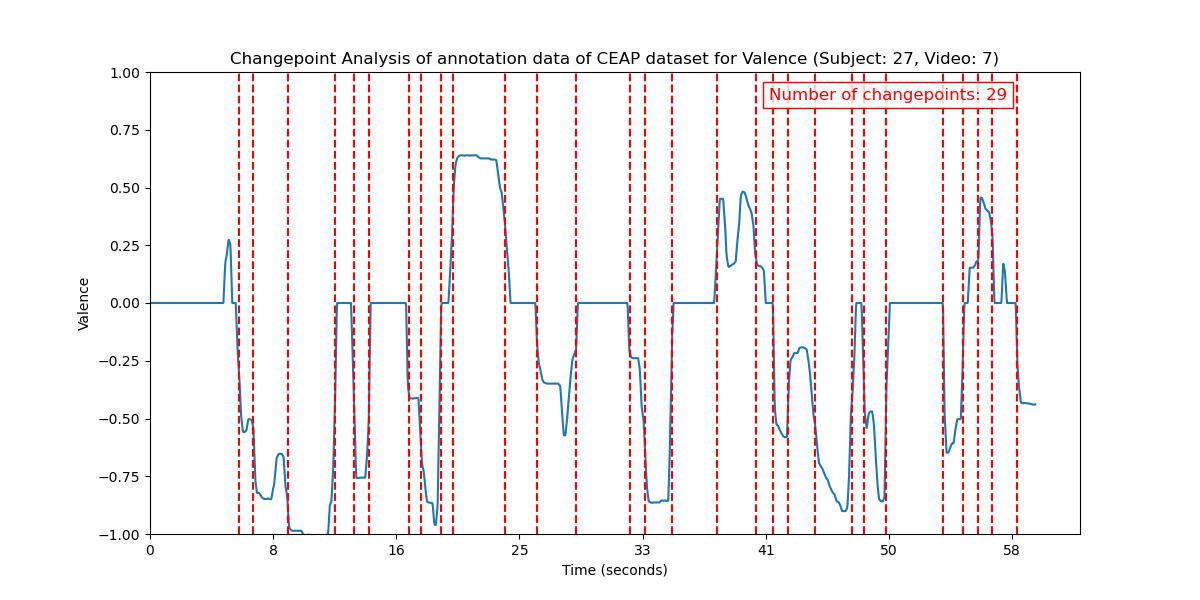 Changepoint Analysis of annotation data of CEAP dataset for Valence (Subject: 27, Video: 7)
Number of changepoints: 29
1.00
0.75
0.50
0.25
0.00
−0.25
−0.50
−0.75
−1.00
Valence
0 8 16 25 33 41 50 58
Time (seconds)